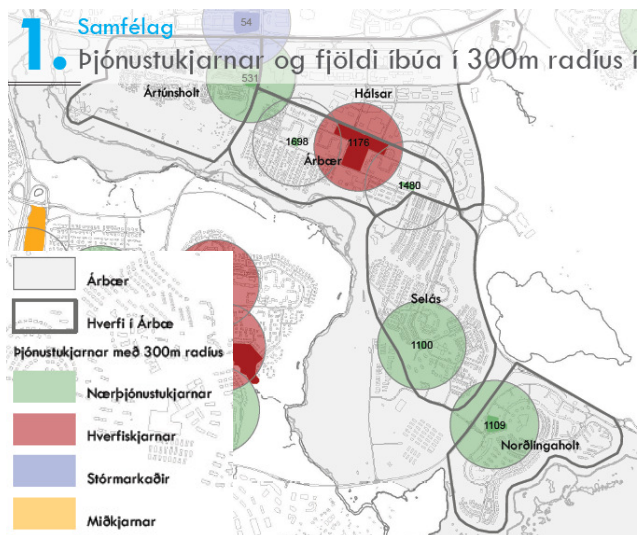 1. Samfélag
Þjónustukjarnar og fjöldi íbúa í 300m radíus í
54
531
Ártúnsholt
Hálsar
1698
1176
Árbær
1480
Selás
1100
1109
Norðlingaholt
Árbær
Hverfi í Árbæ
Þjónustukjarnar með 300m radíus
Nærþjónustukjarnar
Hverfiskjarnar
Stórmarkaðir
Miðkjarnar